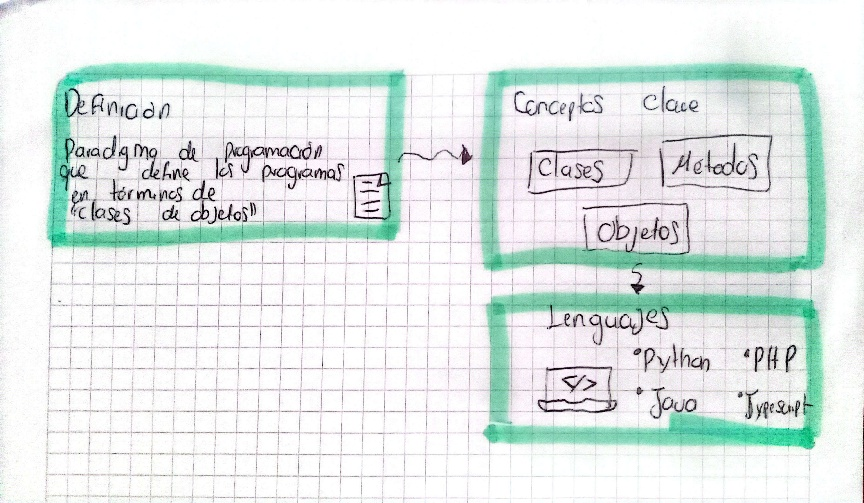 Definición
Paradigma de programación
que define los programas
en términos de
"clases de objetos"
Conceptos clave
Clases
Métodos
Objetos
Lenguajes
</>
•Python •PHP
•Java •Typescript